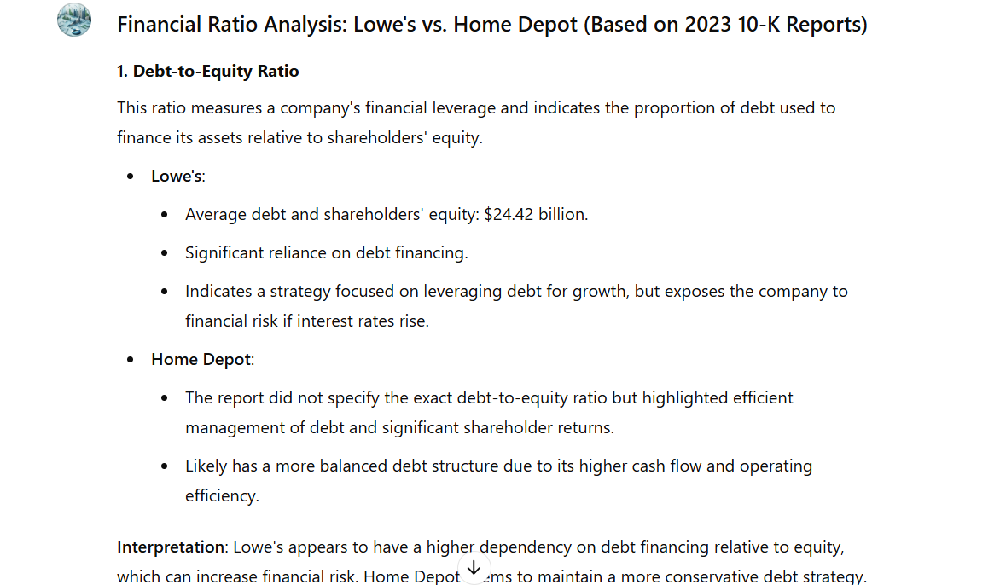 Financial Ratio Analysis: Lowe's vs. Home Depot (Based on 2023 10-K Reports)
1. Debt-to-Equity Ratio
This ratio measures a company's financial leverage and indicates the proportion of debt used to
finance its assets relative to shareholders' equity.
• Lowe's:
• Average debt and shareholders' equity: $24.42 billion.
• Significant reliance on debt financing.
• Indicates a strategy focused on leveraging debt for growth, but exposes the company to
financial risk if interest rates rise.
• Home Depot:
• The report did not specify the exact debt-to-equity ratio but highlighted efficient
management of debt and significant shareholder returns.
• Likely has a more balanced debt structure due to its higher cash flow and operating
efficiency.
Interpretation: Lowe's appears to have a higher dependency on debt financing relative to equity,
which can increase financial risk. Home Depot to maintain a more conservative debt strategy.